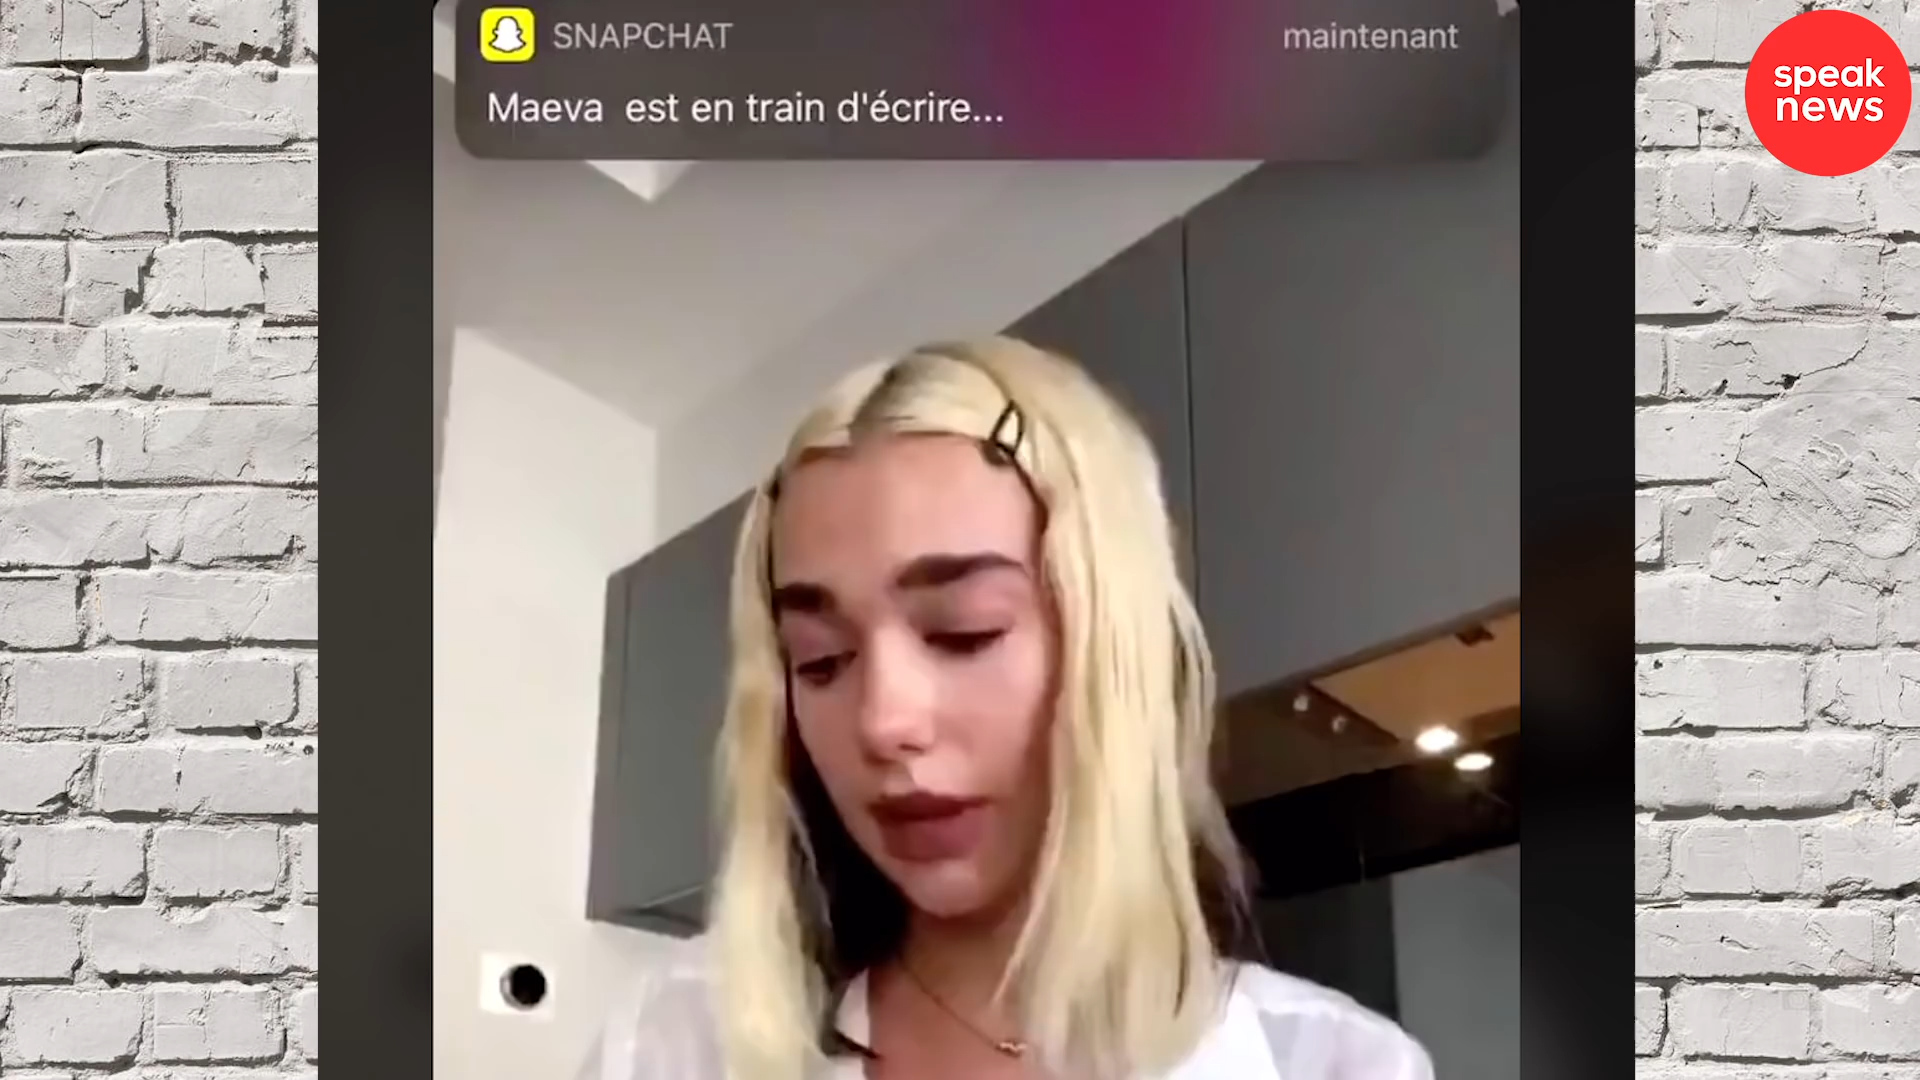 SNAPCHAT
maintenant
Maeva est en train d'écrire...
speak
news